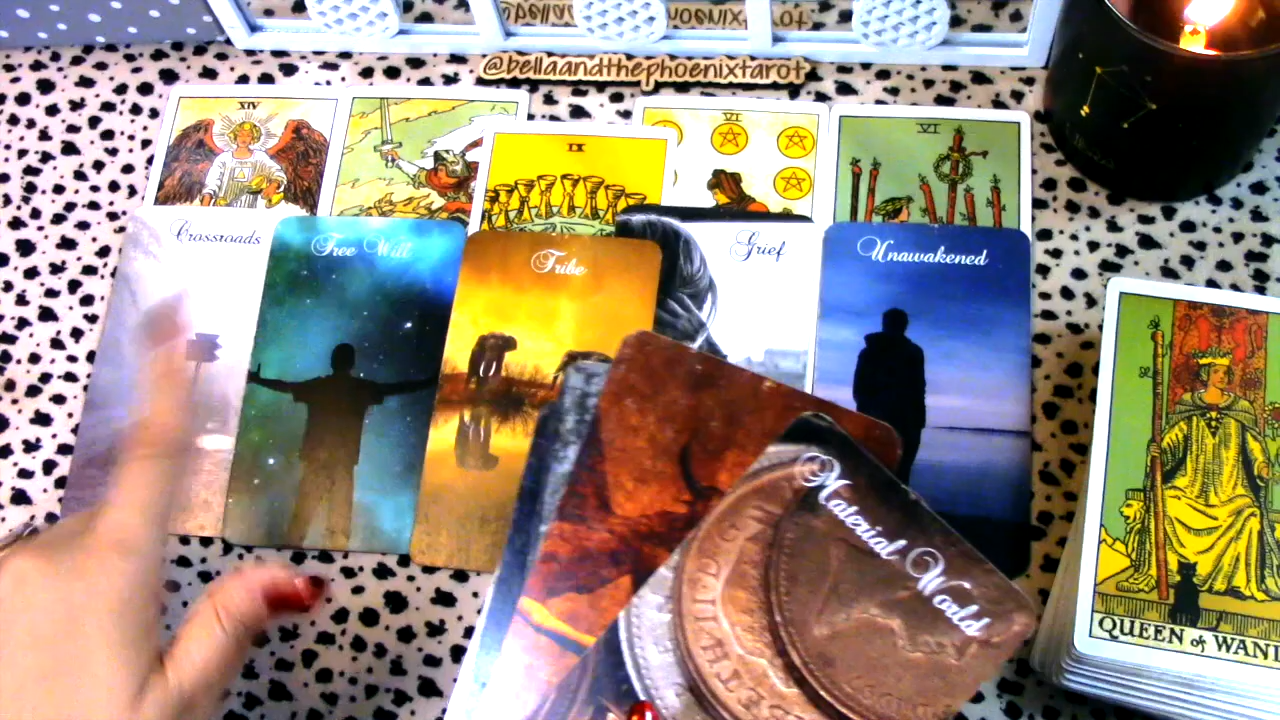 @bellaandthephoenixtarot
XIV
IX
VI
VI
Crossroads
Free Will
Tribe
Grief
Unawakened
Material World
QUEEN of WAND